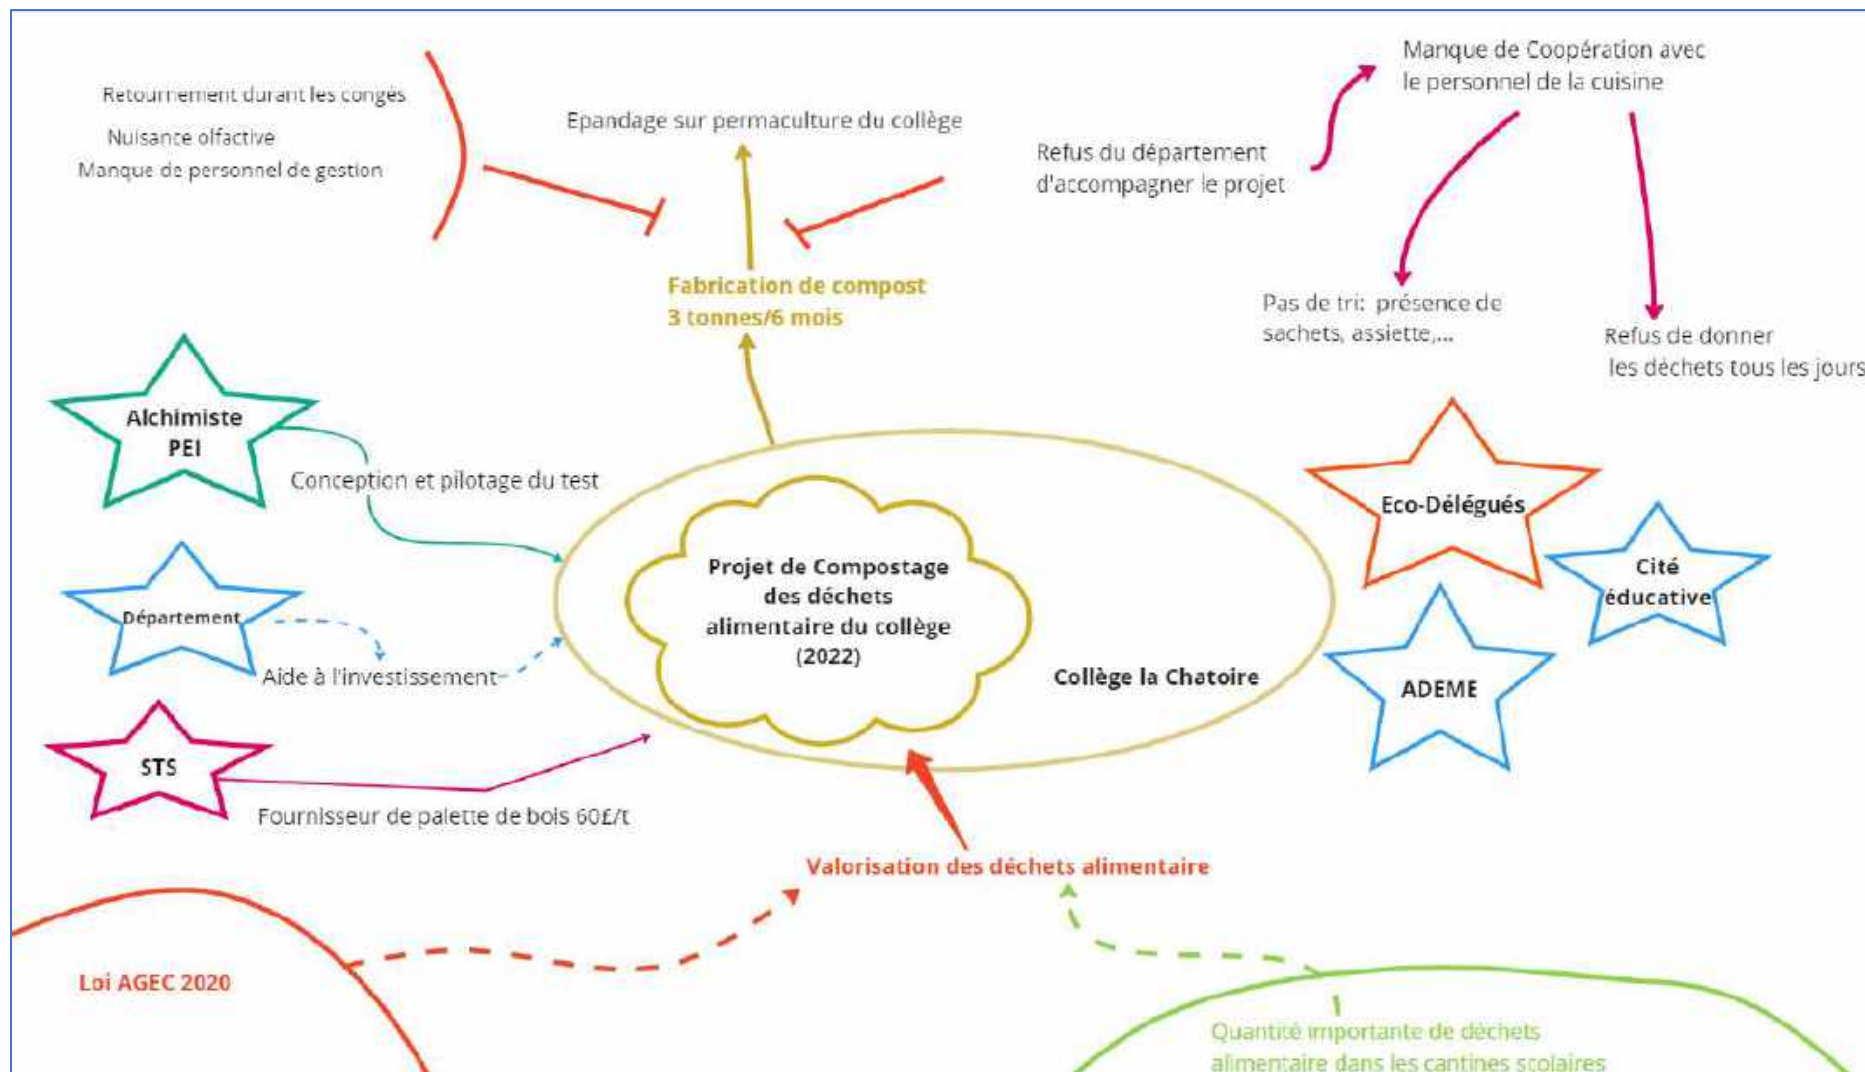 Retournement durant les congés
Nuisance olfactive
Manque de personnel de gestion
Epandage sur permaculture du collège
Refus du département
d'accompagner le projet
Manque de Coopération avec
le personnel de la cuisine
Fabrication de compost
3 tonnes/6 mois
Pas de tri: présence de
sachets, assiette,...
Refus de donner
les déchets tous les jours
Alchimiste
PEI
Conception et pilotage du test
Département
Aide à l'investissement
STS
Fournisseur de palette de bois 60£/t
Projet de Compostage
des déchets
alimentaire du collège
(2022)
Collège la Chatoire
Eco-Délégués
Cité
éducative
ADEME
Valorisation des déchets alimentaire
Loi AGEC 2020
Quantité importante de déchets
alimentaire dans les cantines scolaires